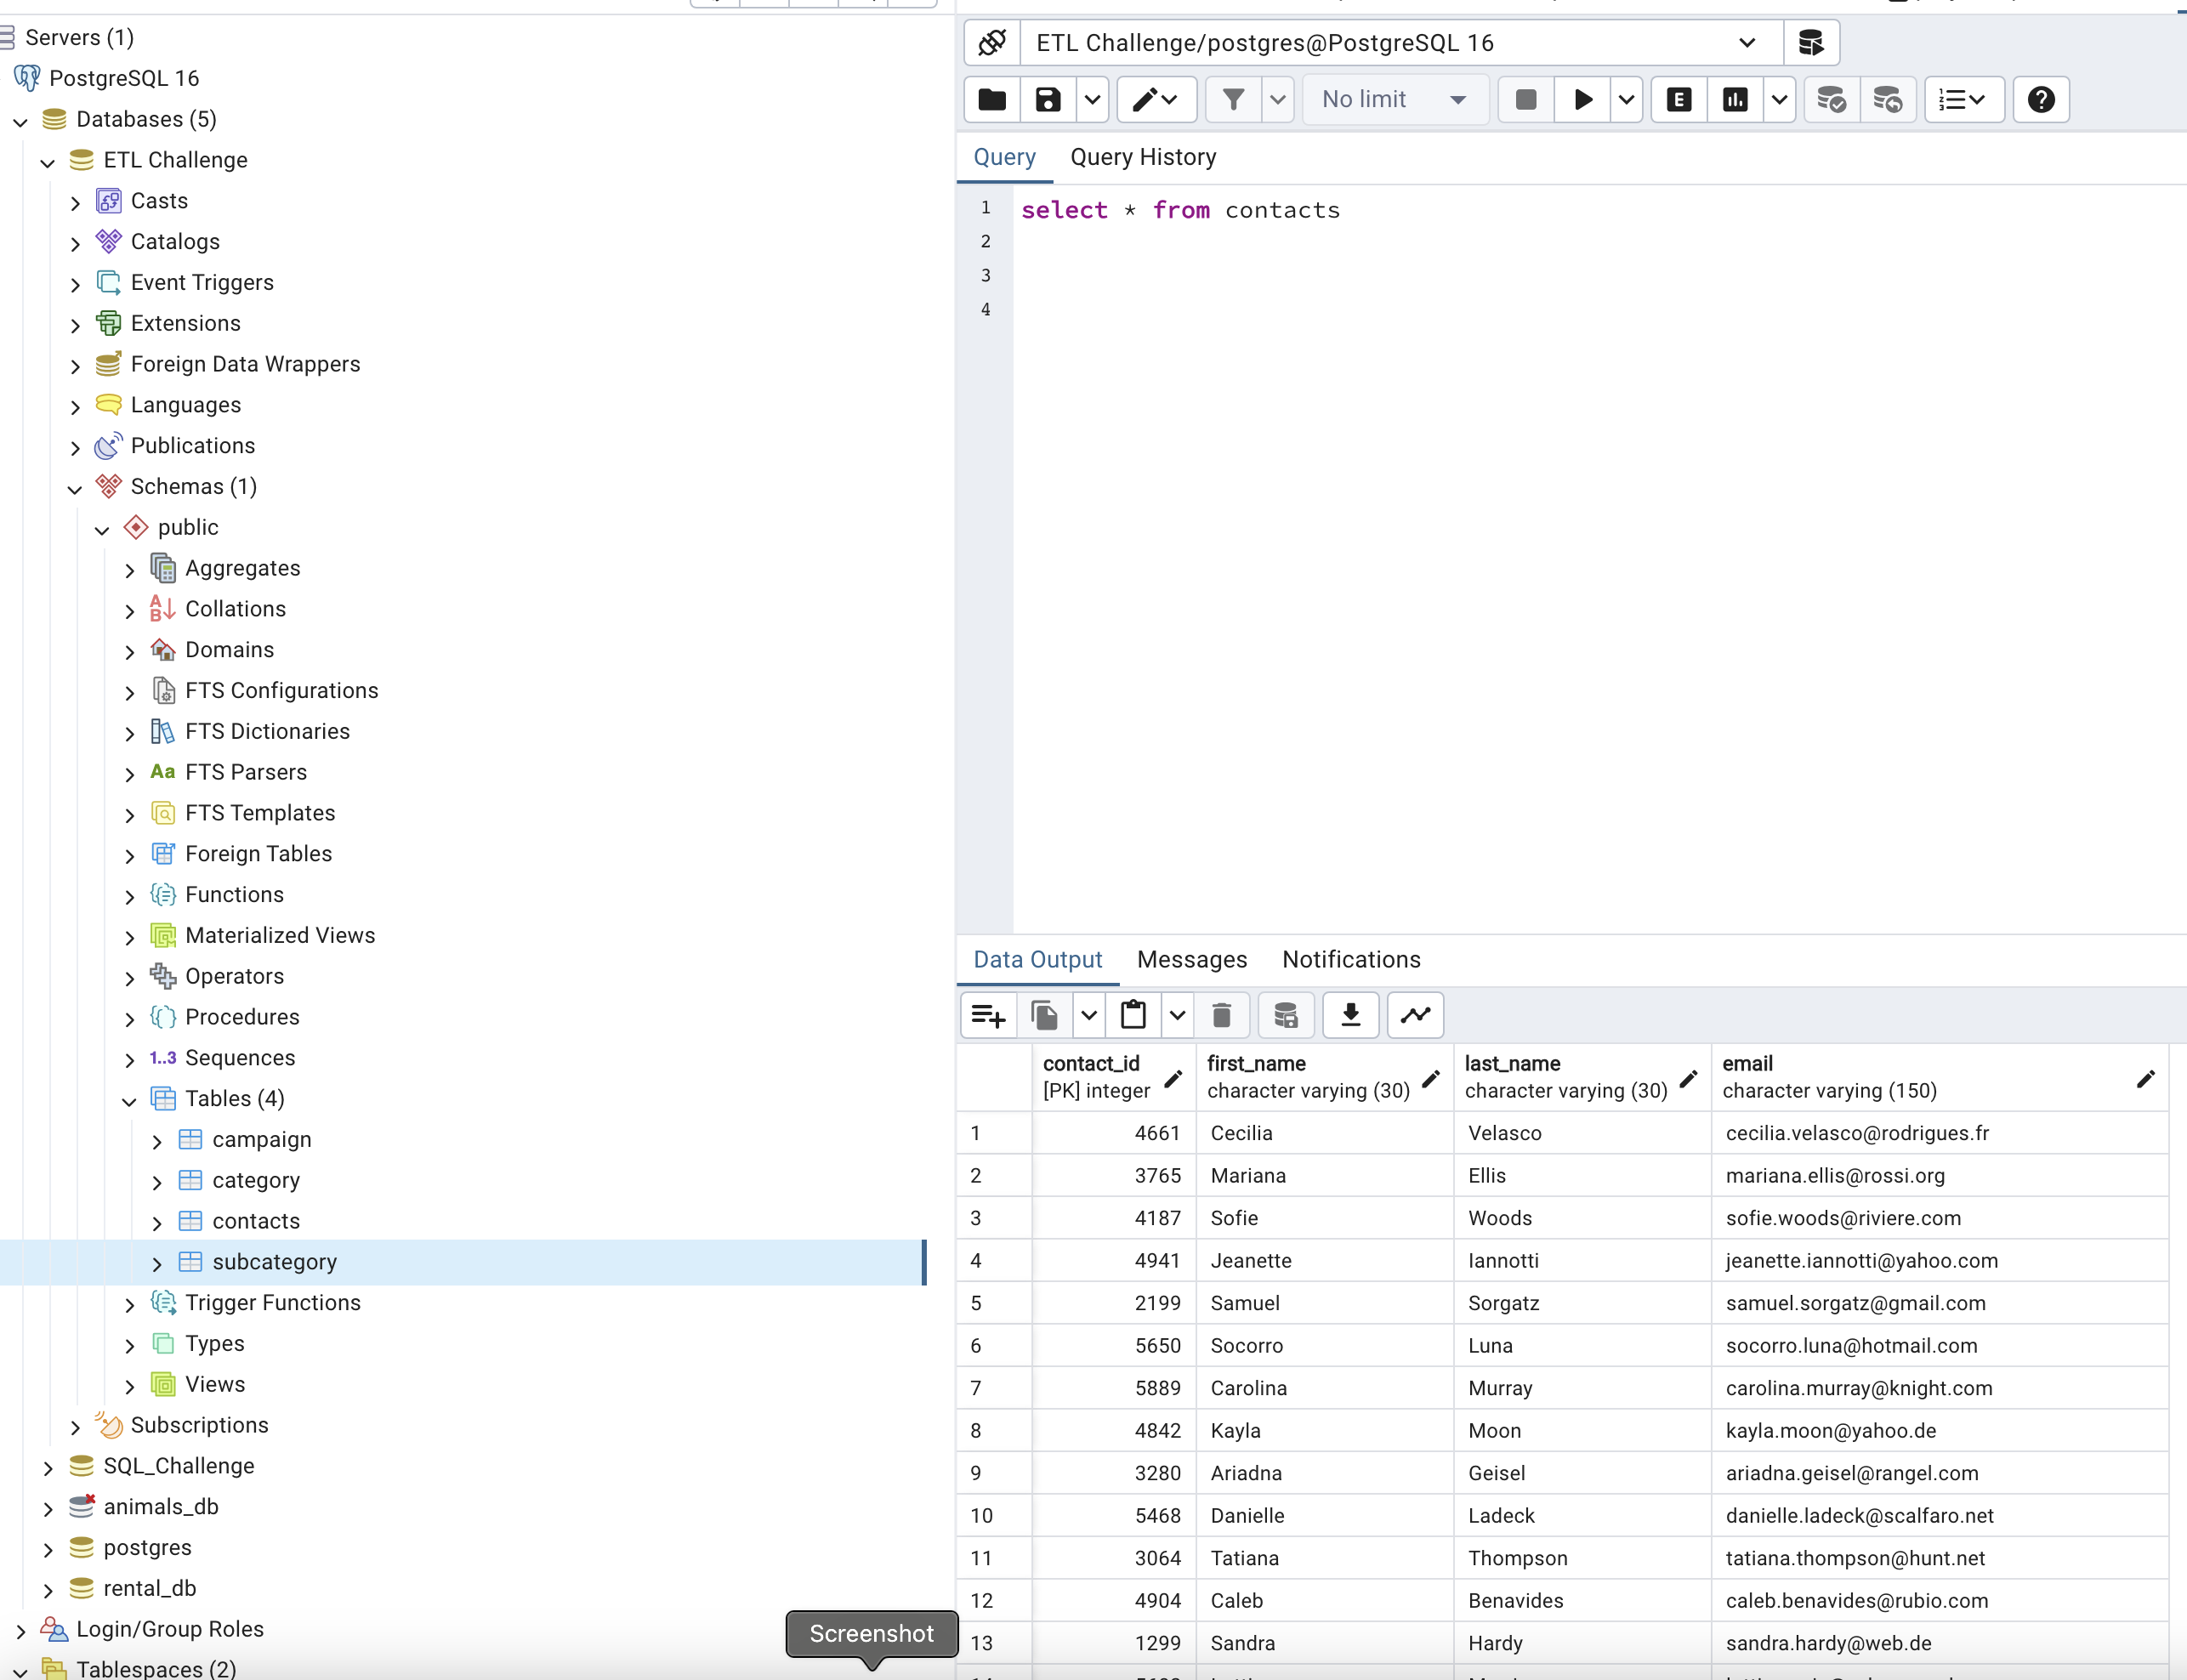 Servers (1)
PostgreSQL 16
Databases (5)
ETL Challenge
Casts
Catalogs
Event Triggers
Extensions
Foreign Data Wrappers
Languages
Publications
Schemas (1)
public
Aggregates
Collations
Domains
FTS Configurations
FTS Dictionaries
Aa FTS Parsers
FTS Templates
Foreign Tables
Functions
Materialized Views
Operators
Procedures
1..3 Sequences
Tables (4)
campaign
category
contacts
subcategory
Trigger Functions
Types
Views
Subscriptions
SQL_Challenge
animals_db
postgres
rental_db
Login/Group Roles
Tablespaces (2)
Screenshot
ETL Challenge/postgres@PostgreSQL 16
No limit
E
Query Query History
1 select * from contacts
2
3
4
Data Output Messages Notifications
contact_id first_name last_name email
[PK] integer character varying (30) character varying (30) character varying (150)
1 4661 Cecilia Velasco cecilia.velasco@rodrigues.fr
2 3765 Mariana Ellis mariana.ellis@rossi.org
3 4187 Sofie Woods sofie.woods@riviere.com
4 4941 Jeanette Iannotti jeanette.iannotti@yahoo.com
5 2199 Samuel Sorgatz samuel.sorgatz@gmail.com
6 5650 Socorro Luna socorro.luna@hotmail.com
7 5889 Carolina Murray carolina.murray@knight.com
8 4842 Kayla Moon kayla.moon@yahoo.de
9 3280 Ariadna Geisel ariadna.geisel@rangel.com
10 5468 Danielle Ladeck danielle.ladeck@scalfaro.net
11 3064 Tatiana Thompson tatiana.thompson@hunt.net
12 4904 Caleb Benavides caleb.benavides@rubio.com
13 1299 Sandra Hardy sandra.hardy@web.de